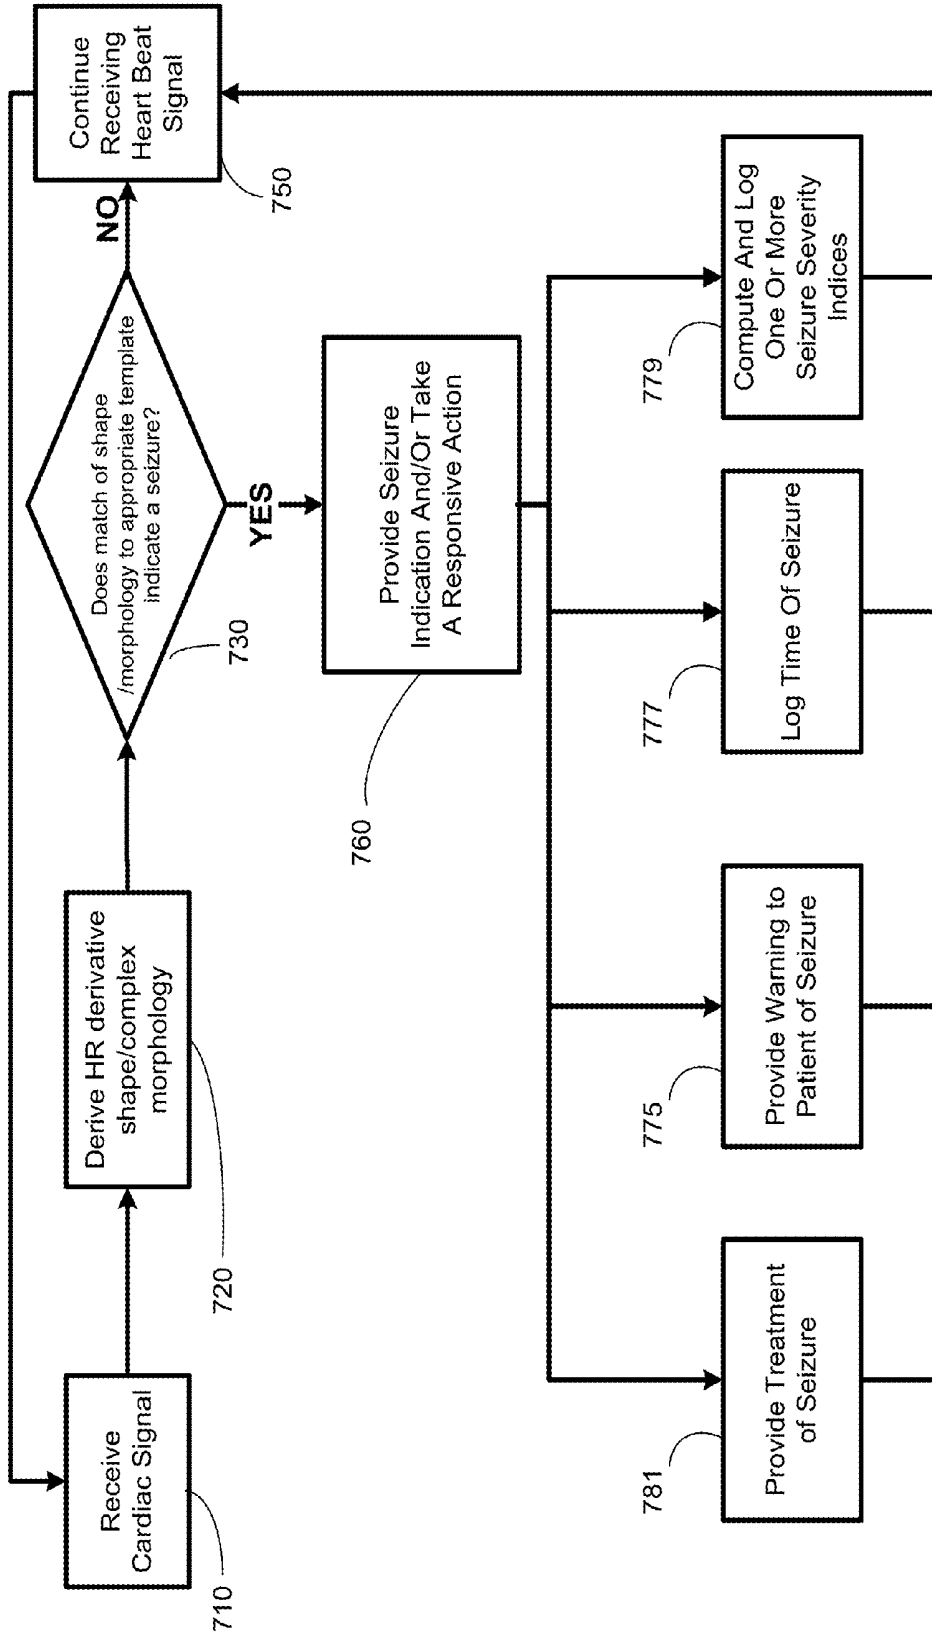 Receive
Cardiac Signal
710
Derive HR derivative
shape/complex
morphology
720
Does match of shape
/morphology to appropriate template
indicate a seizure?
730
NO
Continue
Receiving
Heart Beat
Signal
750
YES
Provide Seizure
Indication And/Or Take
A Responsive Action
760
781
Provide Treatment
of Seizure
775
Provide Warning to
Patient of Seizure
777
Log Time Of Seizure
779
Compute And Log
One Or More
Seizure Severity
Indices